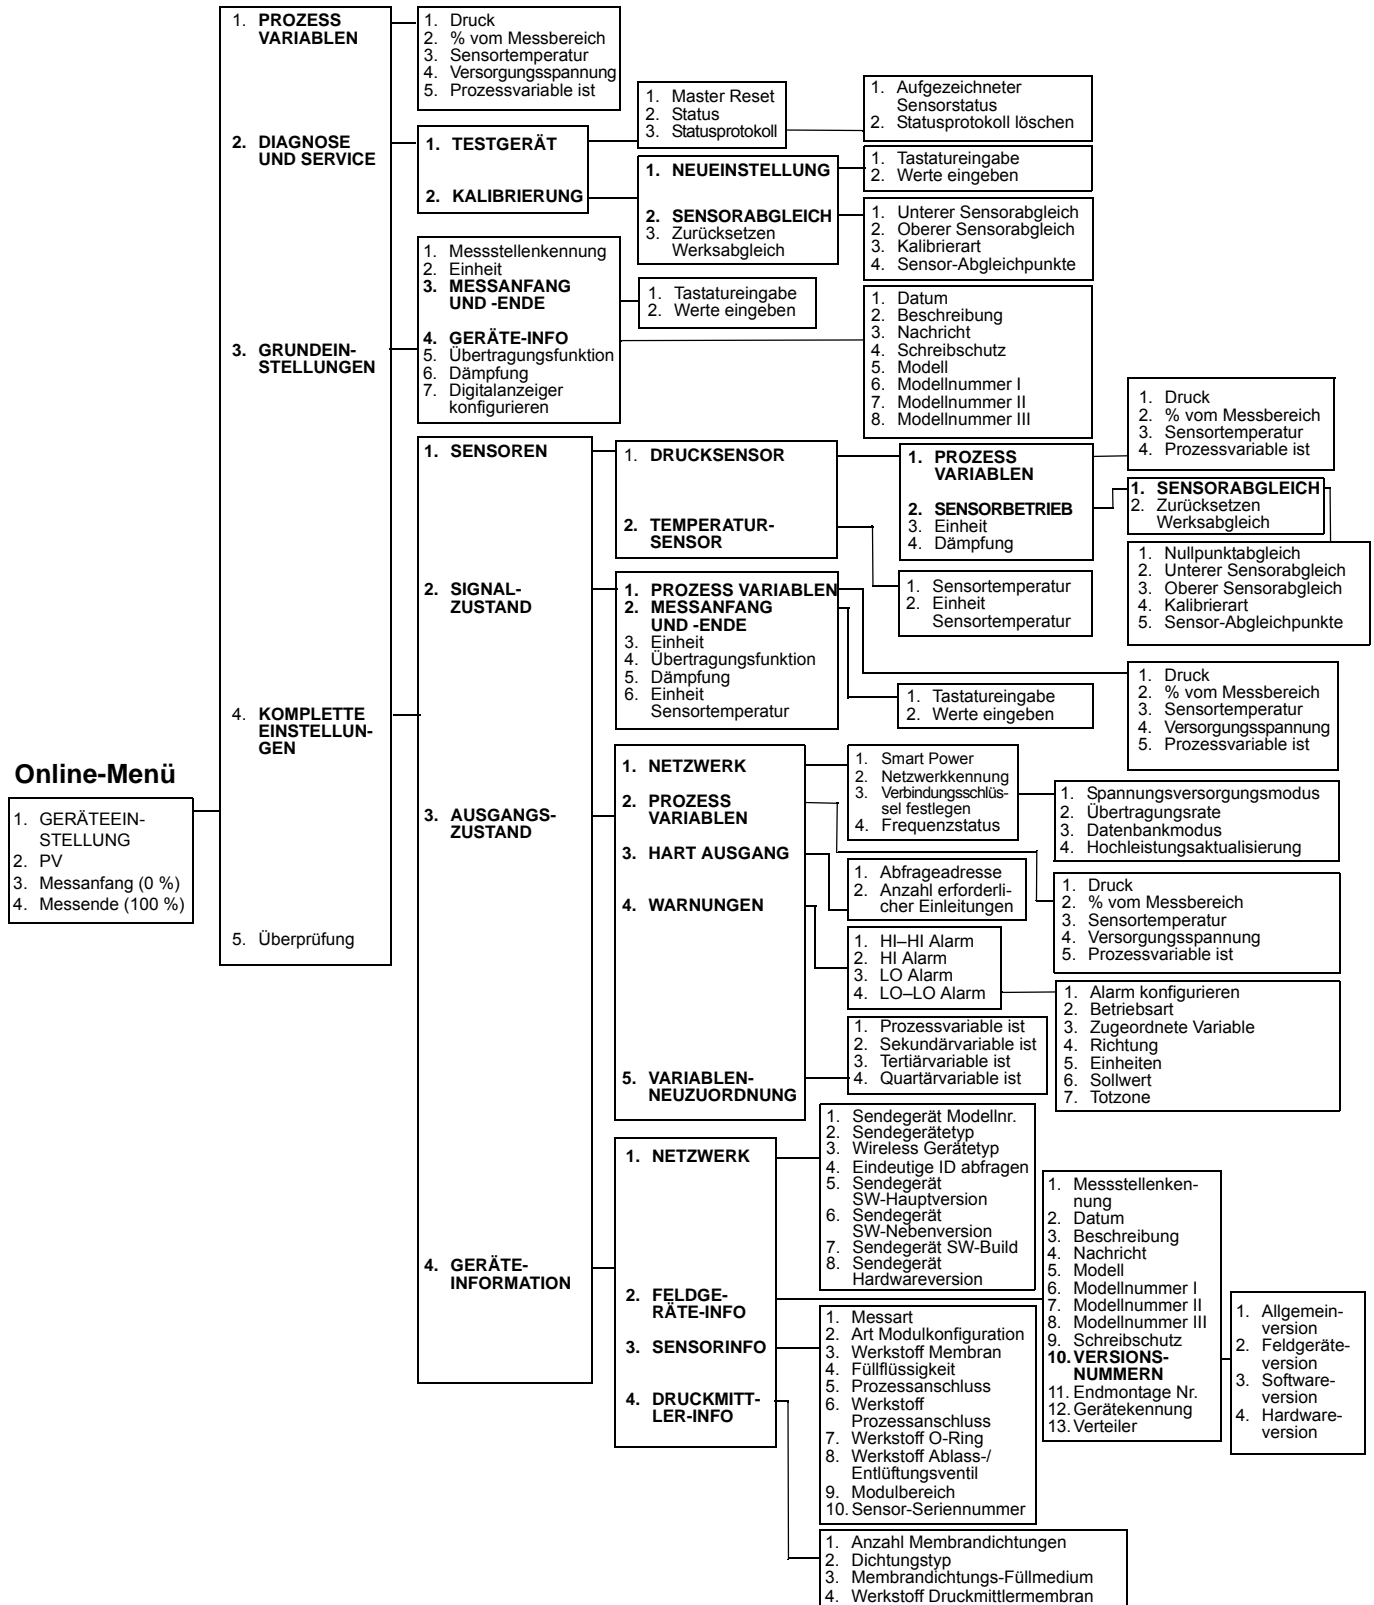 1. PROZESS
VARIABLEN
2. DIAGNOSE
UND SERVICE
3. GRUNDEIN-
STELLUNGEN
4. KOMPLETTE
EINSTELLUN-
GEN
5. Überprüfung
Online-Menü
1. GERÄTEEIN-
STELLUNG
2. PV
3. Messanfang (0 %)
4. Messende (100 %)
1. Druck
2. % vom Messbereich
3. Sensortemperatur
4. Versorgungsspannung
5. Prozessvariable ist
1. TESTGERÄT
2. KALIBRIERUNG
1. Master Reset
2. Status
3. Statusprotokoll
1. Aufgezeichneter
Sensorstatus
2. Statusprotokoll löschen
1. NEUEINSTELLUNG
2. SENSORABGLEICH
3. Zurücksetzen
Werksabgleich
1. Tastatureingabe
2. Werte eingeben
1. Unterer Sensorabgleich
2. Oberer Sensorabgleich
3. Kalibrierart
4. Sensor-Abgleichpunkte
1. Messstellenkennung
2. Einheit
3. MESSANFANG
UND -ENDE
4. GERÄTE-INFO
5. Übertragungsfunktion
6. Dämpfung
7. Digitalanzeiger
konfigurieren
1. Tastatureingabe
2. Werte eingeben
1. Datum
2. Beschreibung
3. Nachricht
4. Schreibschutz
5. Modell
6. Modellnummer I
7. Modellnummer II
8. Modellnummer III
1. SENSOREN
2. SIGNAL-
ZUSTAND
3. AUSGANGS-
ZUSTAND
4. GERÄTE-
INFORMATION
1. DRUCKSENSOR
2. TEMPERATUR-
SENSOR
1. PROZESS
VARIABLEN
2. SENSORBETRIEB
3. Einheit
4. Dämpfung
1. Druck
2. % vom Messbereich
3. Sensortemperatur
4. Prozessvariable ist
1. SENSORABGLEICH
2. Zurücksetzen
Werksabgleich
1. Nullpunktabgleich
2. Unterer Sensorabgleich
3. Oberer Sensorabgleich
4. Kalibrierart
5. Sensor-Abgleichpunkte
1. Sensortemperatur
2. Einheit
Sensortemperatur
1. PROZESS VARIABLEN
2. MESSANFANG
UND -ENDE
3. Einheit
4. Übertragungsfunktion
5. Dämpfung
6. Einheit
Sensortemperatur
1. Tastatureingabe
2. Werte eingeben
1. Druck
2. % vom Messbereich
3. Sensortemperatur
4. Versorgungsspannung
5. Prozessvariable ist
1. NETZWERK
2. PROZESS
VARIABLEN
3. HART AUSGANG
4. WARNUNGEN
5. VARIABLEN-
NEUZUORDNUNG
1. Smart Power
2. Netzwerkkennung
3. Verbindungsschlüs-
sel festlegen
4. Frequenzstatus
1. Spannungsversorgungsmodus
2. Übertragungsrate
3. Datenbankmodus
4. Hochleistungsaktualisierung
1. Abfrageadresse
2. Anzahl erforderli-
cher Einleitungen
1. Druck
2. % vom Messbereich
3. Sensortemperatur
4. Versorgungsspannung
5. Prozessvariable ist
1. HI–HI Alarm
2. HI Alarm
3. LO Alarm
4. LO–LO Alarm
1. Alarm konfigurieren
2. Betriebsart
3. Zugeordnete Variable
4. Richtung
5. Einheiten
6. Sollwert
7. Totzone
1. Prozessvariable ist
2. Sekundärvariable ist
3. Tertiärvariable ist
4. Quartärvariable ist
1. NETZWERK
2. FELDGE-
RÄTE-INFO
3. SENSORINFO
4. DRUCKMITT-
LER-INFO
1. Sendegerät Modellnr.
2. Sendegerätetyp
3. Wireless Gerätetyp
4. Eindeutige ID abfragen
5. Sendegerät
SW-Hauptversion
6. Sendegerät
SW-Nebenversion
7. Sendegerät SW-Build
8. Sendegerät
Hardwareversion
1. Messstellenken-
nung
2. Datum
3. Beschreibung
4. Nachricht
5. Modell
6. Modellnummer I
7. Modellnummer II
8. Modellnummer III
9. Schreibschutz
10. VERSIONS-
NUMMERN
11. Endmontage Nr.
12. Gerätekennung
13. Verteiler
1. Allgemein-
version
2. Feldgeräte-
version
3. Software-
version
4. Hardware-
version
1. Messart
2. Art Modulkonfiguration
3. Werkstoff Membran
4. Füllflüssigkeit
5. Prozessanschluss
6. Werkstoff
Prozessanschluss
7. Werkstoff O-Ring
8. Werkstoff Ablass-/
Entlüftungsventil
9. Modulbereich
10. Sensor-Seriennummer
1. Anzahl Membrandichtungen
2. Dichtungstyp
3. Membrandichtungs-Füllmedium
4. Werkstoff Druckmittlermembran